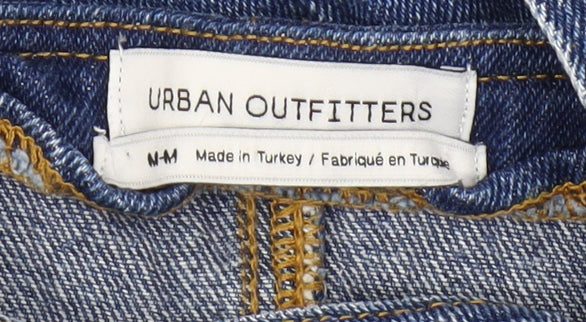 URBAN OUTFITTERS
M-M Made in Turkey / Fabriqué en Turquie